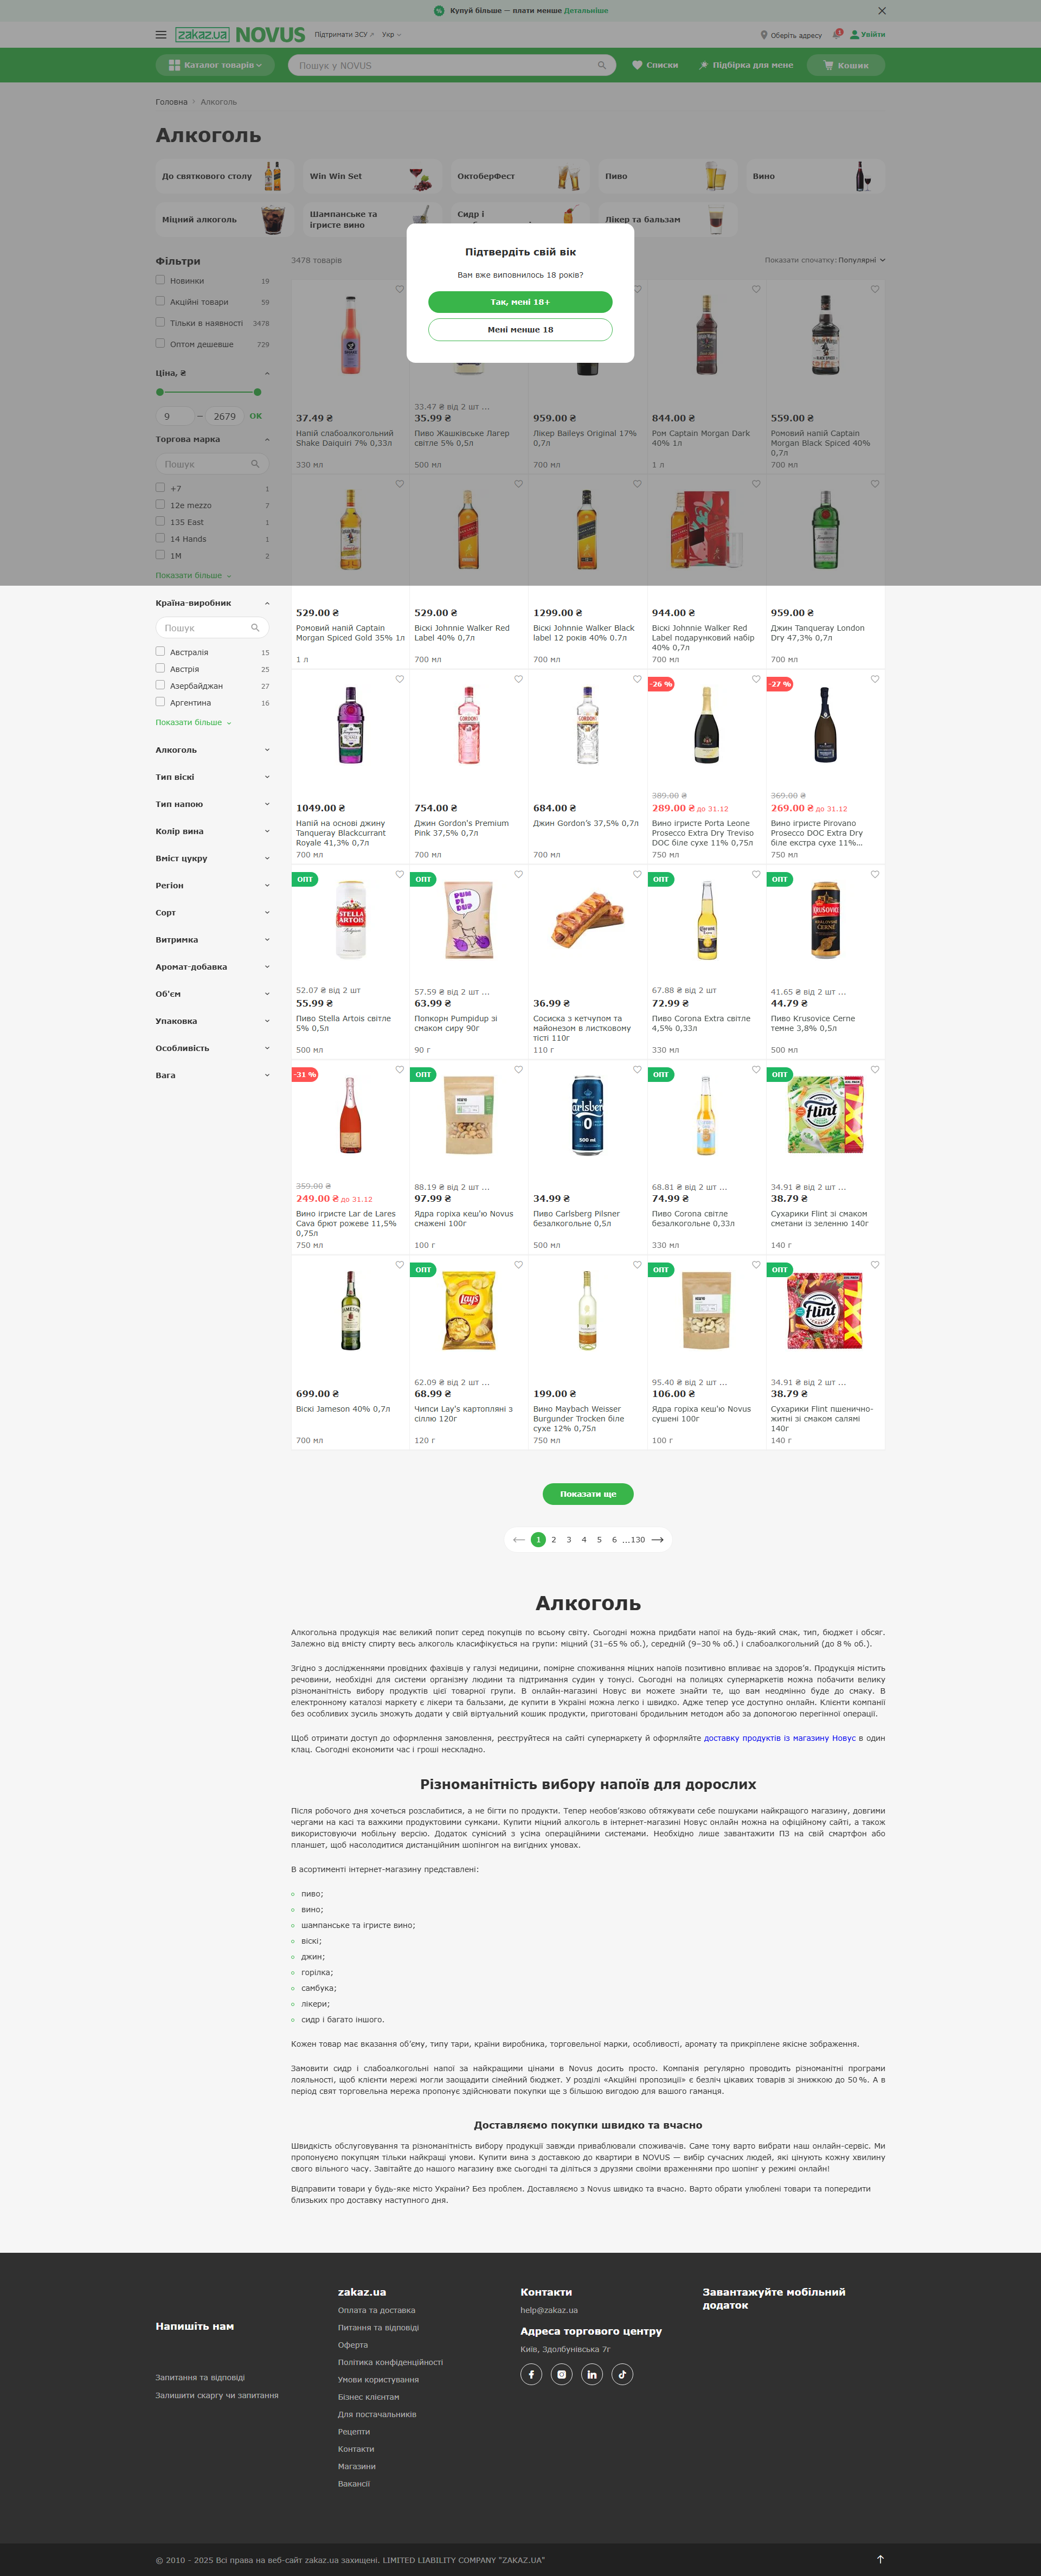 Купуй більше — плати менше Детальніше
zakaz.ua NOVUS Підтримати ЗСУ Укр Оберіть адресу 1 Увійти
Каталог товарів Пошук у NOVUS Списки Підбірка для мене Кошик
Головна Алкоголь
Алкоголь
До святкового столу Win Win Set ОктоберФест Пиво Вино
Міцний алкоголь Шампанське та ігристе вино Сидр і Лікер та бальзам
Підтвердіть свій вік
Вам вже виповнилось 18 років?
Так, мені 18+
Мені менше 18
Фільтри
Новинки 19
Акційні товари 59
Тільки в наявності 3478
Оптом дешевше 729
Ціна, ₴
9 — 2679 OK
Торгова марка
Пошук
+7 1
12e mezzo 7
135 East 1
14 Hands 1
1M 2
Показати більше
Країна-виробник
Пошук
Австралія 15
Австрія 25
Азербайджан 27
Аргентина 16
Показати більше
Алкоголь
Тип віскі
Тип напою
Колір вина
Вміст цукру
Регіон
Сорт
Витримка
Аромат-добавка
Об'єм
Упаковка
Особливість
Вага
3478 товарів Показати спочатку: Популярні
37.49 ₴
Напій слабоалкогольний
Shake Daiquiri 7% 0,33л
330 мл
33.47 ₴ від 2 шт ...
35.99 ₴
Пиво Жашківське Лагер
світле 5% 0,5л
500 мл
959.00 ₴
Лікер Baileys Original 17%
0,7л
700 мл
844.00 ₴
Ром Captain Morgan Dark
40% 1л
1 л
559.00 ₴
Ромовий напій Captain
Morgan Black Spiced 40%
0,7л
700 мл
529.00 ₴
Ромовий напій Captain
Morgan Spiced Gold 35% 1л
1 л
529.00 ₴
Віскі Johnnie Walker Red
Label 40% 0,7л
700 мл
1299.00 ₴
Віскі Johnnie Walker Black
label 12 років 40% 0.7л
700 мл
944.00 ₴
Віскі Johnnie Walker Red
Label подарунковий набір
40% 0,7л
700 мл
959.00 ₴
Джин Tanqueray London
Dry 47,3% 0,7л
700 мл
1049.00 ₴
Напій на основі джину
Tanqueray Blackcurrant
Royale 41,3% 0,7л
700 мл
754.00 ₴
Джин Gordon's Premium
Pink 37,5% 0,7л
700 мл
684.00 ₴
Джин Gordon’s 37,5% 0,7л
700 мл
-26 %
389.00 ₴
289.00 ₴ до 31.12
Вино ігристе Porta Leone
Prosecco Extra Dry Treviso
DOC біле сухе 11% 0,75л
750 мл
-27 %
369.00 ₴
269.00 ₴ до 31.12
Вино ігристе Pirovano
Prosecco DOC Extra Dry
біле екстра сухе 11%...
750 мл
ОПТ
STELLA ARTOIS
52.07 ₴ від 2 шт
55.99 ₴
Пиво Stella Artois світле
5% 0,5л
500 мл
ОПТ
PUM PI DUP
57.59 ₴ від 2 шт ...
63.99 ₴
Попкорн Pumpidup зі
смаком сиру 90г
90 г
36.99 ₴
Сосиска з кетчупом та
майонезом в листковому
тісті 110г
110 г
ОПТ
67.88 ₴ від 2 шт
72.99 ₴
Пиво Corona Extra світле
4,5% 0,33л
330 мл
ОПТ
KRUŠOVICE
41.65 ₴ від 2 шт ...
44.79 ₴
Пиво Krusovice Cerne
темне 3,8% 0,5л
500 мл
-31 %
359.00 ₴
249.00 ₴ до 31.12
Вино ігристе Lar de Lares
Cava брют рожеве 11,5%
0,75л
750 мл
ОПТ
88.19 ₴ від 2 шт ...
97.99 ₴
Ядра горіха кеш'ю Novus
смажені 100г
100 г
Carlsberg
0
500 ml
34.99 ₴
Пиво Carlsberg Pilsner
безалкогольне 0,5л
500 мл
ОПТ
68.81 ₴ від 2 шт ...
74.99 ₴
Пиво Corona світле
безалкогольне 0,33л
330 мл
ОПТ
Flint XXL
34.91 ₴ від 2 шт ...
38.79 ₴
Сухарики Flint зі смаком
сметани із зеленню 140г
140 г
JAMESON
699.00 ₴
Віскі Jameson 40% 0,7л
700 мл
ОПТ
Lay's
62.09 ₴ від 2 шт ...
68.99 ₴
Чипси Lay's картопляні з
сіллю 120г
120 г
199.00 ₴
Вино Maybach Weisser
Burgunder Trocken біле
сухе 12% 0,75л
750 мл
ОПТ
95.40 ₴ від 2 шт ...
106.00 ₴
Ядра горіха кеш'ю Novus
сушені 100г
100 г
ОПТ
Flint XXL
34.91 ₴ від 2 шт ...
38.79 ₴
Сухарики Flint пшенично-
житні зі смаком салямі
140г
140 г
Показати ще
1 2 3 4 5 6 ...130
Алкоголь
Алкогольна продукція має великий попит серед покупців по всьому світу. Сьогодні можна придбати напої на будь-який смак, тип, бюджет і обсяг.
Залежно від вмісту спирту весь алкоголь класифікується на групи: міцний (31–65 % об.), середній (9–30 % об.) і слабоалкогольний (до 8 % об.).
Згідно з дослідженнями провідних фахівців у галузі медицини, помірне споживання міцних напоїв позитивно впливає на здоров’я. Продукція містить
речовини, необхідні для системи організму людини та підтримання судин у тонусі. Сьогодні на полицях супермаркетів можна побачити велику
різноманітність вибору продуктів цієї товарної групи. В онлайн-магазині Новус ви можете знайти те, що вам неодмінно буде до смаку. В
електронному каталозі маркету є лікери та бальзами, де купити в Україні можна легко і швидко. Адже тепер усе доступно онлайн. Клієнти компанії
без особливих зусиль зможуть додати у свій віртуальний кошик продукти, приготовані бродильним методом або за допомогою перегінної операції.
Щоб отримати доступ до оформлення замовлення, реєструйтеся на сайті супермаркету й оформляйте доставку продуктів із магазину Новус в один
клац. Сьогодні економити час і гроші нескладно.
Різноманітність вибору напоїв для дорослих
Після робочого дня хочеться розслабитися, а не бігти по продукти. Тепер необов’язково обтяжувати себе пошуками найкращого магазину, довгими
чергами на касі та важкими продуктовими сумками. Купити міцний алкоголь в інтернет-магазині Новус онлайн можна на офіційному сайті, а також
використовуючи мобільну версію. Додаток сумісний з усіма операційними системами. Необхідно лише завантажити ПЗ на свій смартфон або
планшет, щоб насолодитися дистанційним шопінгом на вигідних умовах.
В асортименті інтернет-магазину представлені:
пиво;
вино;
шампанське та ігристе вино;
віскі;
джин;
горілка;
самбука;
лікери;
сидр і багато іншого.
Кожен товар має вказання об’єму, типу тари, країни виробника, торговельної марки, особливості, аромату та прикріплене якісне зображення.
Замовити сидр і слабоалкогольні напої за найкращими цінами в Novus досить просто. Компанія регулярно проводить різноманітні програми
лояльності, щоб клієнти мережі могли заощадити сімейний бюджет. У розділі «Акційні пропозиції» є безліч цікавих товарів зі знижкою до 50 %. А в
період свят торговельна мережа пропонує здійснювати покупки ще з більшою вигодою для вашого гаманця.
Доставляємо покупки швидко та вчасно
Швидкість обслуговування та різноманітність вибору продукції завжди приваблювали споживачів. Саме тому варто вибрати наш онлайн-сервіс. Ми
пропонуємо покупцям тільки найкращі умови. Купити вина з доставкою до квартири в NOVUS — вибір сучасних людей, які цінують кожну хвилину
свого вільного часу. Завітайте до нашого магазину вже сьогодні та діліться з друзями своїми враженнями про шопінг у режимі онлайн!
Відправити товари у будь-яке місто України? Без проблем. Доставляємо з Novus швидко та вчасно. Варто обрати улюблені товари та попередити
близьких про доставку наступного дня.
Напишіть нам
Запитання та відповіді
Залишити скаргу чи запитання
zakaz.ua
Оплата та доставка
Питання та відповіді
Оферта
Політика конфіденційності
Умови користування
Бізнес клієнтам
Для постачальників
Рецепти
Контакти
Магазини
Вакансії
Контакти
help@zakaz.ua
Адреса торгового центру
Київ, Здолбунівська 7г
Завантажуйте мобільний
додаток
© 2010 - 2025 Всі права на веб-сайт zakaz.ua захищені. LIMITED LIABILITY COMPANY "ZAKAZ.UA"